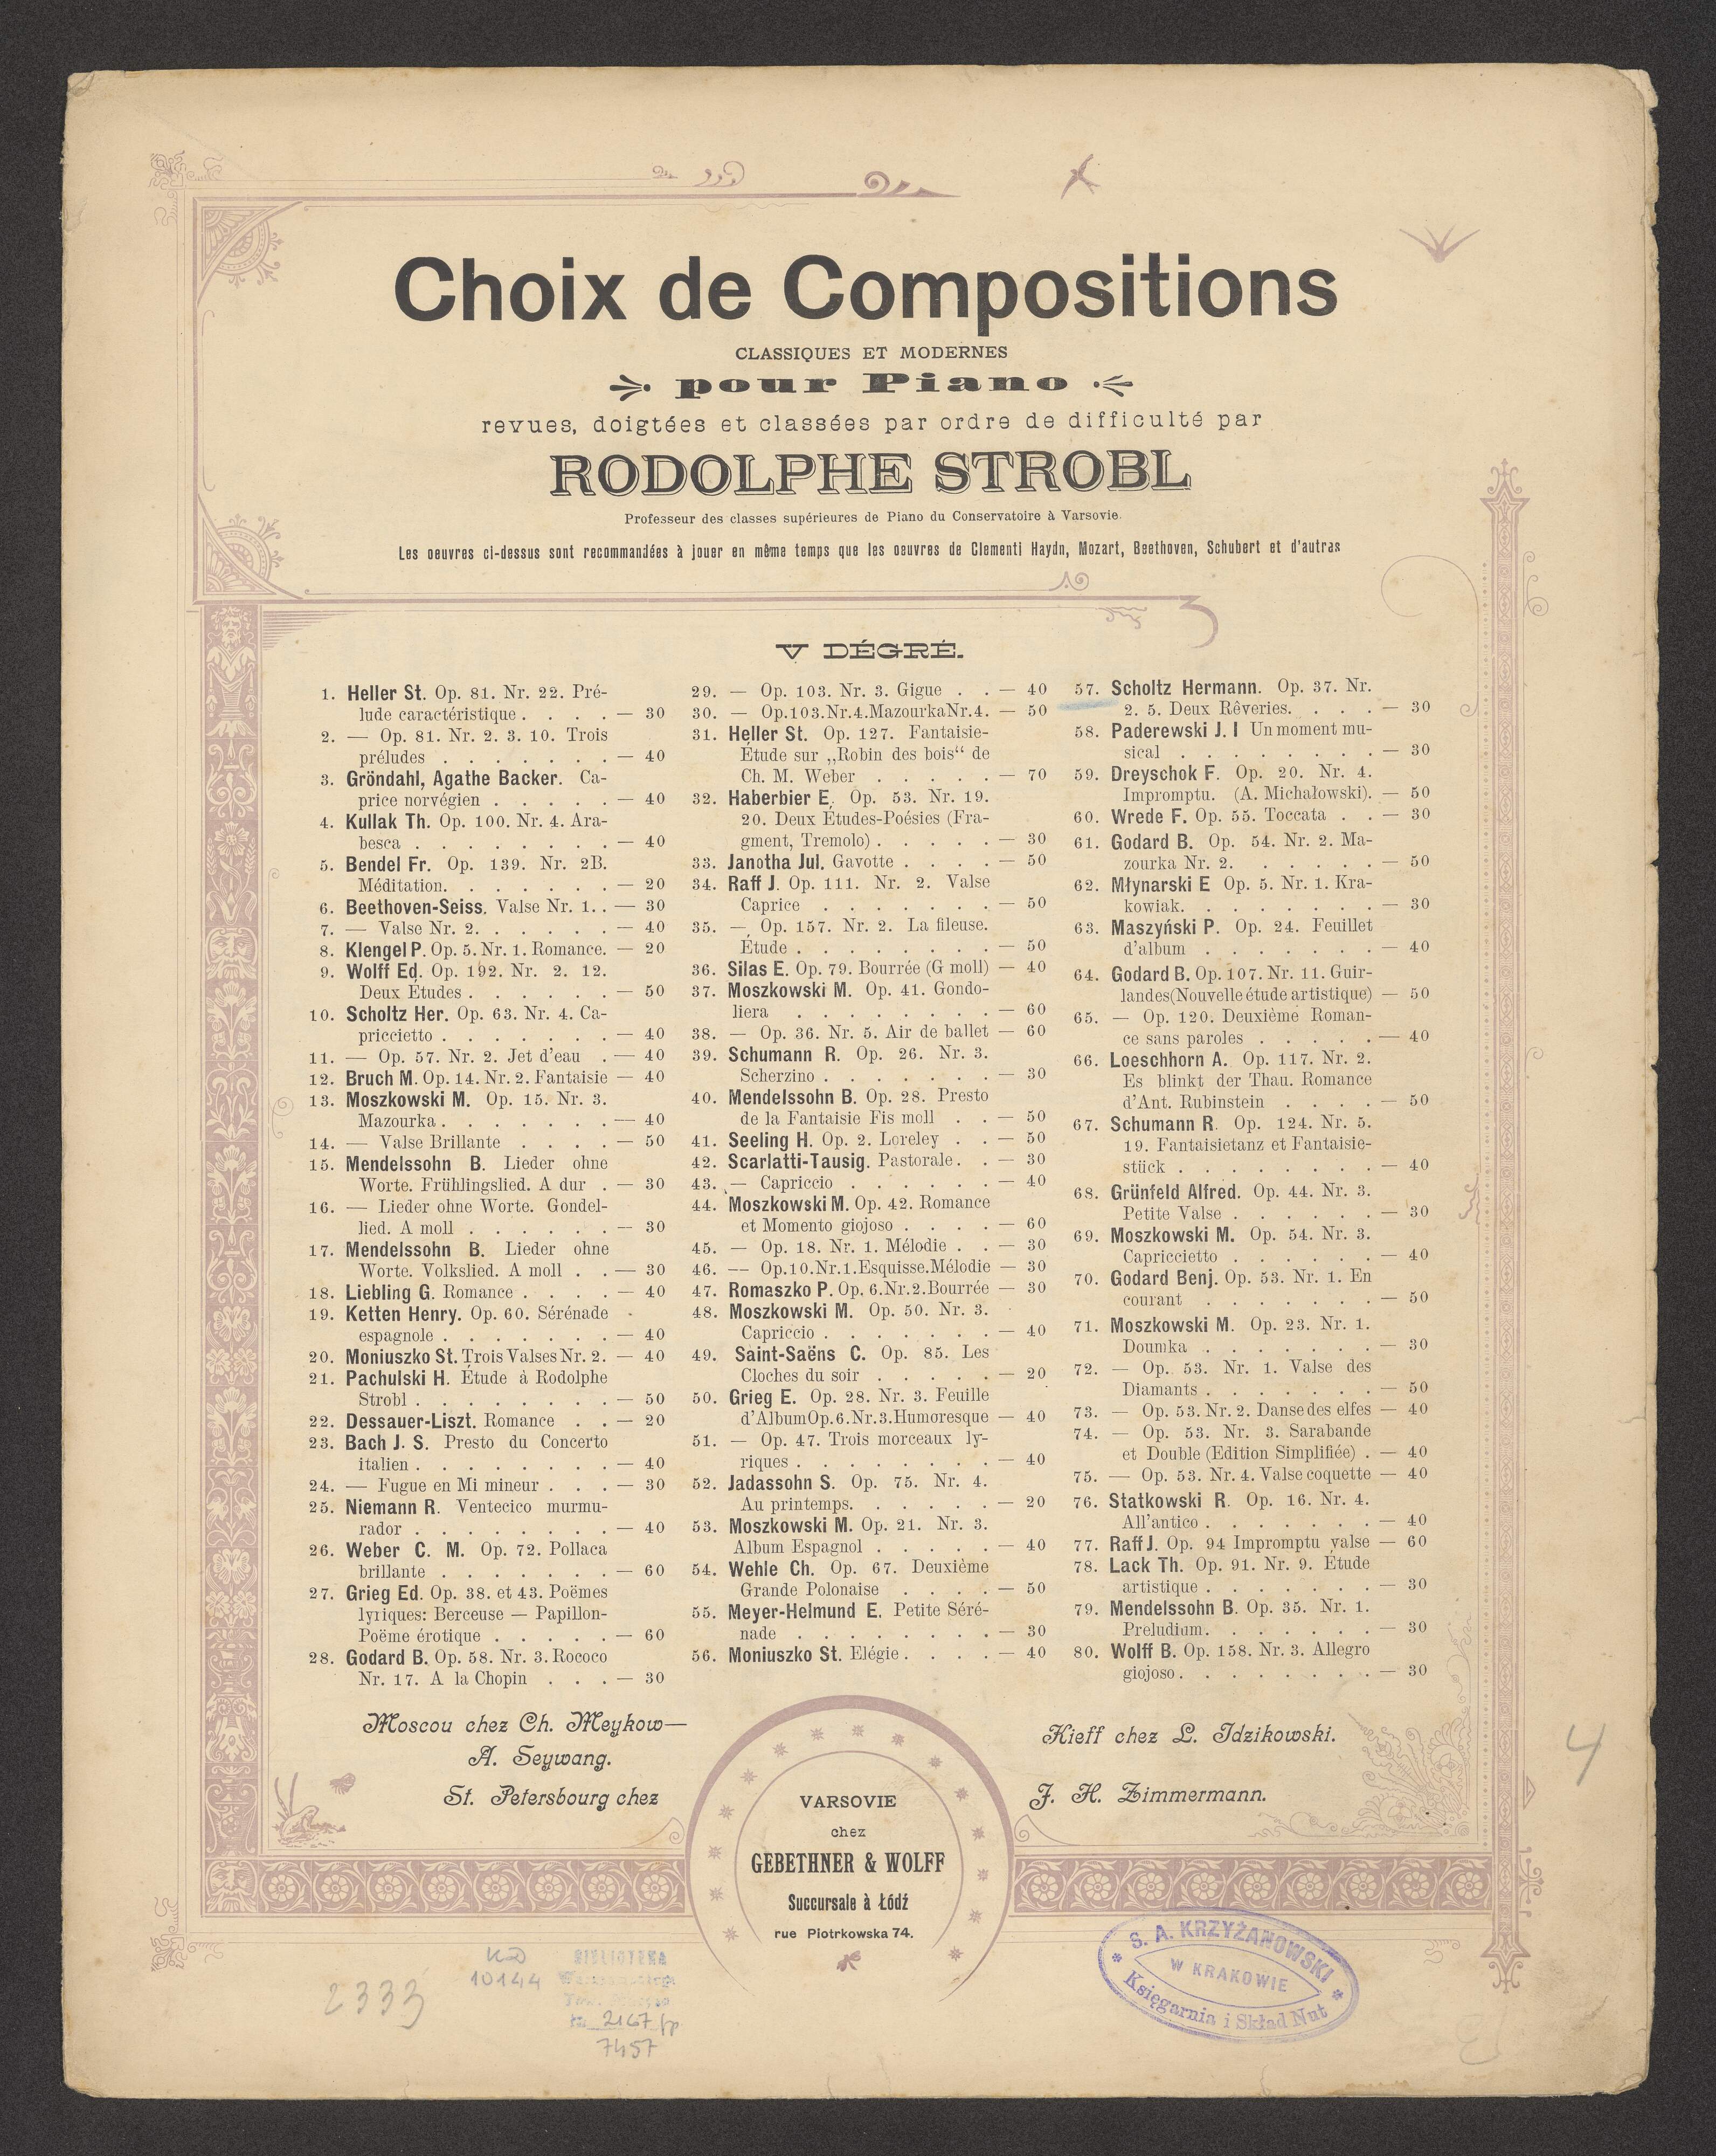 Choix de Compositions
CLASSIQUES ET MODERNES
pour Piano
revues, doigtées et classées par ordre de difficulté par
RODOLPHE STROBL
Professeur des classes supérieures de Piano du Conservatoire à Varsovie.
Les oeuvres ci-dessus sont recommandées à jouer en même temps que les oeuvres de Clementi Haydn, Mozart, Beethoven, Schubert et d'autras
V DÉGRÉ.
1. Heller St. Op. 81. Nr. 22. Pré-
lude caractéristique . . . . — 30
2. — Op. 81. Nr. 2. 3. 10. Trois
préludes . . . . . . . — 40
3. Gröndahl, Agathe Backer. Ca-
price norvégien . . . . . — 40
4. Kullak Th. Op. 100. Nr. 4. Ara-
besca . . . . . . . . — 40
5. Bendel Fr. Op. 139. Nr. 2B.
Méditation. . . . . . . — 20
6. Beethoven-Seiss. Valse Nr. 1. . — 30
7. — Valse Nr. 2. . . . . . — 40
8. Klengel P. Op. 5. Nr. 1. Romance. — 20
9. Wolff Ed. Op. 192. Nr. 2. 12.
Deux Études . . . . . . — 50
10. Scholtz Her. Op. 63. Nr. 4. Ca-
priccietto . . . . . . . — 40
11. — Op. 57. Nr. 2. Jet d'eau . — 40
12. Bruch M. Op. 14. Nr. 2. Fantaisie — 40
13. Moszkowski M. Op. 15. Nr. 3.
Mazourka . . . . . . . — 40
14. — Valse Brillante . . . . — 50
15. Mendelssohn B. Lieder ohne
Worte. Frühlingslied. A dur . — 30
16. — Lieder ohne Worte. Gondel-
lied. A moll . . . . . . — 30
17. Mendelssohn B. Lieder ohne
Worte. Volkslied. A moll . . — 30
18. Liebling G. Romance . . . . — 40
19. Ketten Henry. Op. 60. Sérénade
espagnole . . . . . . . — 40
20. Moniuszko St. Trois Valses Nr. 2. — 40
21. Pachulski H. Étude à Rodolphe
Strobl . . . . . . . . — 50
22. Dessauer-Liszt. Romance . . — 20
23. Bach J. S. Presto du Concerto
italien . . . . . . . . — 40
24. — Fugue en Mi mineur . . . — 30
25. Niemann R. Ventecico murmu-
rador . . . . . . . . — 40
26. Weber C. M. Op. 72. Pollaca
brillante . . . . . . . — 60
27. Grieg Ed. Op. 38. et 43. Poëmes
lyriques: Berceuse — Papillon-
Poëme érotique . . . . . — 60
28. Godard B. Op. 58. Nr. 3. Rococo
Nr. 17. A la Chopin . . . — 30
29. — Op. 103. Nr. 3. Gigue . . — 40
30. — Op. 103. Nr. 4. Mazourka Nr. 4. — 50
31. Heller St. Op. 127. Fantaisie-
Étude sur „Robin des bois“ de
Ch. M. Weber . . . . . — 70
32. Haberbier E. Op. 53. Nr. 19.
20. Deux Études-Poésies (Fra-
gment, Tremolo) . . . . . — 30
33. Janotha Jul. Gavotte . . . . — 50
34. Raff J. Op. 111. Nr. 2. Valse
Caprice . . . . . . . — 50
35. — Op. 157. Nr. 2. La fileuse.
Étude . . . . . . . . — 50
36. Silas E. Op. 79. Bourrée (G moll) — 40
37. Moszkowski M. Op. 41. Gondo-
liera . . . . . . . . — 60
38. — Op. 36. Nr. 5. Air de ballet — 60
39. Schumann R. Op. 26. Nr. 3.
Scherzino . . . . . . . — 30
40. Mendelssohn B. Op. 28. Presto
de la Fantaisie Fis moll . . — 50
41. Seeling H. Op. 2. Loreley . . — 50
42. Scarlatti-Tausig. Pastorale. . — 30
43. — Capriccio . . . . . . — 40
44. Moszkowski M. Op. 42. Romance
et Momento giojoso . . . . — 60
45. — Op. 18. Nr. 1. Mélodie . . — 30
46. — Op. 10. Nr. 1. Esquisse. Mélodie — 30
47. Romaszko P. Op. 6. Nr. 2. Bourrée — 30
48. Moszkowski M. Op. 50. Nr. 3.
Capriccio . . . . . . . — 40
49. Saint-Saëns C. Op. 85. Les
Cloches du soir . . . . . — 20
50. Grieg E. Op. 28. Nr. 3. Feuille
d'Album Op. 6. Nr. 3. Humoresque — 40
51. — Op. 47. Trois morceaux ly-
riques . . . . . . . . — 40
52. Jadassohn S. Op. 75. Nr. 4.
Au printemps. . . . . . — 20
53. Moszkowski M. Op. 21. Nr. 3.
Album Espagnol . . . . . — 40
54. Wehle Ch. Op. 67. Deuxième
Grande Polonaise . . . . — 50
55. Meyer-Helmund E. Petite Séré-
nade . . . . . . . . — 30
56. Moniuszko St. Elégie . . . . — 40
57. Scholtz Hermann. Op. 37. Nr.
2. 5. Deux Rêveries. . . . — 30
58. Paderewski J. I Un moment mu-
sical . . . . . . . . — 30
59. Dreyschok F. Op. 20. Nr. 4.
Impromptu. (A. Michałowski). — 50
60. Wrede F. Op. 55. Toccata . . — 30
61. Godard B. Op. 54. Nr. 2. Ma-
zourka Nr. 2. . . . . . — 50
62. Młynarski E Op. 5. Nr. 1. Kra-
kowiak. . . . . . . . — 30
63. Maszyński P. Op. 24. Feuillet
d'album . . . . . . . — 40
64. Godard B. Op. 107. Nr. 11. Guir-
landes (Nouvelle étude artistique) — 50
65. — Op. 120. Deuxième Roman-
ce sans paroles . . . . . — 40
66. Loeschhorn A. Op. 117. Nr. 2.
Es blinkt der Thau. Romance
d'Ant. Rubinstein . . . . — 50
67. Schumann R. Op. 124. Nr. 5.
19. Fantaisietanz et Fantaisie-
stück . . . . . . . . — 40
68. Grünfeld Alfred. Op. 44. Nr. 3.
Petite Valse . . . . . . — 30
69. Moszkowski M. Op. 54. Nr. 3.
Capriccietto . . . . . . — 40
70. Godard Benj. Op. 53. Nr. 1. En
courant . . . . . . . — 50
71. Moszkowski M. Op. 23. Nr. 1.
Doumka . . . . . . . — 30
72. — Op. 53. Nr. 1. Valse des
Diamants . . . . . . . — 50
73. — Op. 53. Nr. 2. Danse des elfes — 40
74. — Op. 53. Nr. 3. Sarabande
et Double (Edition Simplifiée) . — 40
75. — Op. 53. Nr. 4. Valse coquette — 40
76. Statkowski R. Op. 16. Nr. 4.
All'antico . . . . . . . — 40
77. Raff J. Op. 94 Impromptu valse — 60
78. Lack Th. Op. 91. Nr. 9. Étude
artistique . . . . . . . — 30
79. Mendelssohn B. Op. 35. Nr. 1.
Preludium. . . . . . . — 30
80. Wolff B. Op. 158. Nr. 3. Allegro
giojoso . . . . . . . . — 30
Moscou chez Ch. Meykow—
A. Seywang.
St. Petersbourg chez
Kieff chez L. Idzikowski.
J. H. Zimmermann.
4
VARSOVIE
chez
GEBETHNER & WOLFF
Succursale à Łódź
rue Piotrkowska 74.
2333
KD
10144
BIBLIOTEKA
2167/p
7457
S. A. KRZYŻANOWSKI
W KRAKOWIE
Księgarnia i Skład Nut